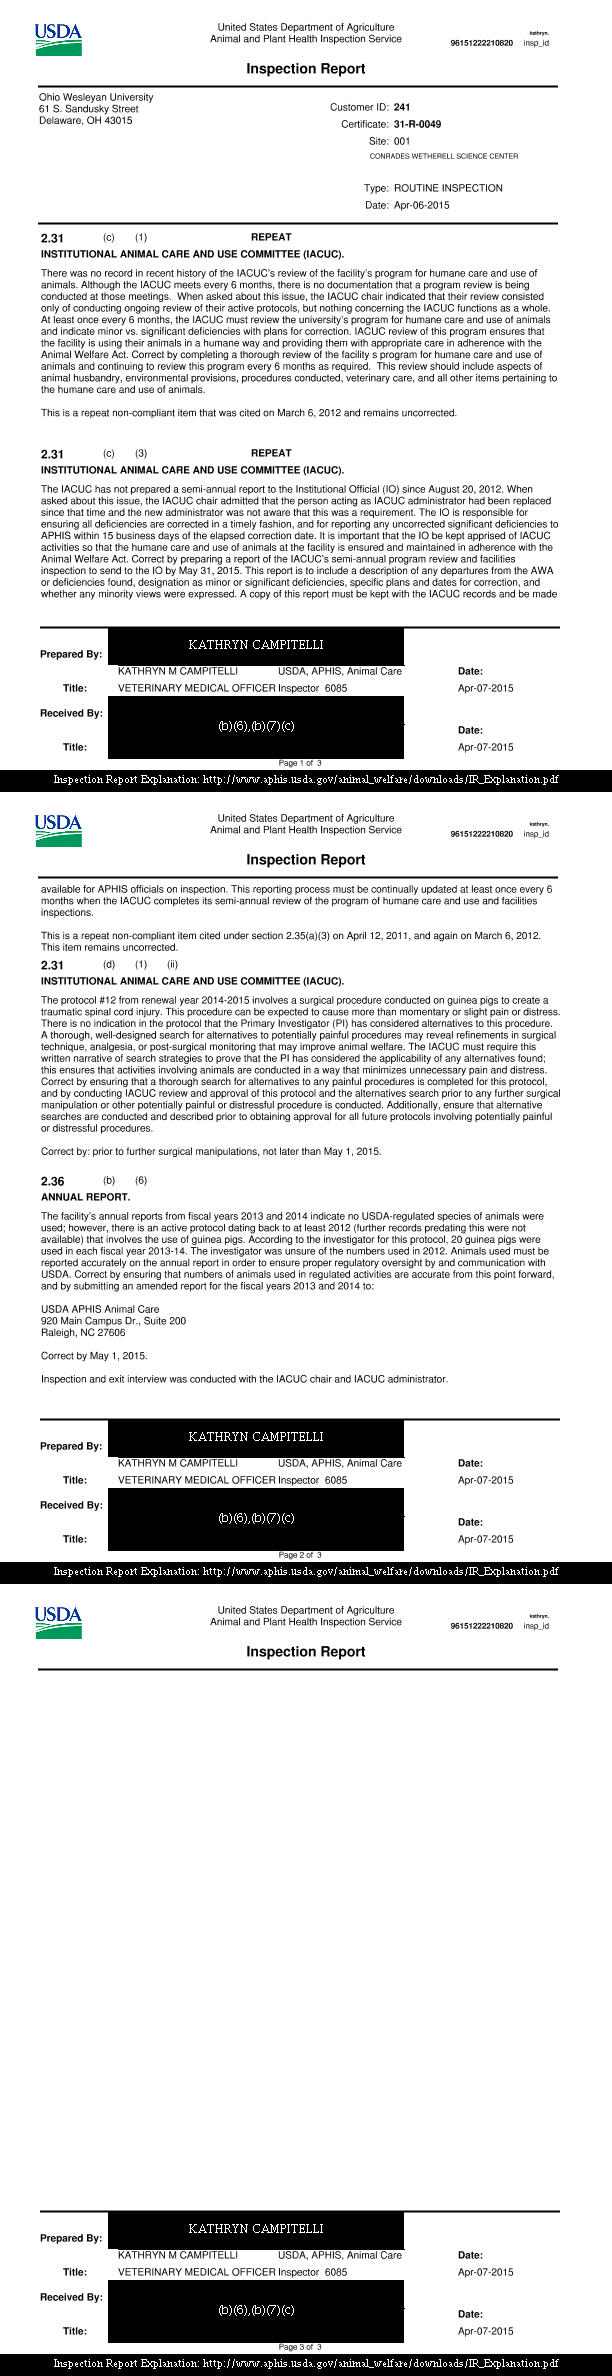 USDA
United States Department of Agriculture
Animal and Plant Health Inspection Service
kathryn.
96151222210820 insp_id
Inspection Report
Ohio Wesleyan University
61 S. Sandusky Street
Delaware, OH 43015
Customer ID: 241
Certificate: 31-R-0049
Site: 001
CONRADES WETHERELL SCIENCE CENTER
Type: ROUTINE INSPECTION
Date: Apr-06-2015
2.31 (c) (1) REPEAT
INSTITUTIONAL ANIMAL CARE AND USE COMMITTEE (IACUC).
There was no record in recent history of the IACUC's review of the facility's program for humane care and use of
animals. Although the IACUC meets every 6 months, there is no documentation that a program review is being
conducted at those meetings. When asked about this issue, the IACUC chair indicated that their review consisted
only of conducting ongoing review of their active protocols, but nothing concerning the IACUC functions as a whole.
At least once every 6 months, the IACUC must review the university's program for humane care and use of animals
and indicate minor vs. significant deficiencies with plans for correction. IACUC review of this program ensures that
the facility is using their animals in a humane way and providing them with appropriate care in adherence with the
Animal Welfare Act. Correct by completing a thorough review of the facility s program for humane care and use of
animals and continuing to review this program every 6 months as required. This review should include aspects of
animal husbandry, environmental provisions, procedures conducted, veterinary care, and all other items pertaining to
the humane care and use of animals.
This is a repeat non-compliant item that was cited on March 6, 2012 and remains uncorrected.
2.31 (c) (3) REPEAT
INSTITUTIONAL ANIMAL CARE AND USE COMMITTEE (IACUC).
The IACUC has not prepared a semi-annual report to the Institutional Official (IO) since August 20, 2012. When
asked about this issue, the IACUC chair admitted that the person acting as IACUC administrator had been replaced
since that time and the new administrator was not aware that this was a requirement. The IO is responsible for
ensuring all deficiencies are corrected in a timely fashion, and for reporting any uncorrected significant deficiencies to
APHIS within 15 business days of the elapsed correction date. It is important that the IO be kept apprised of IACUC
activities so that the humane care and use of animals at the facility is ensured and maintained in adherence with the
Animal Welfare Act. Correct by preparing a report of the IACUC's semi-annual program review and facilities
inspection to send to the IO by May 31, 2015. This report is to include a description of any departures from the AWA
or deficiencies found, designation as minor or significant deficiencies, specific plans and dates for correction, and
whether any minority views were expressed. A copy of this report must be kept with the IACUC records and be made
Prepared By: KATHRYN CAMPITELLI
KATHRYN M CAMPITELLI USDA, APHIS, Animal Care Date:
Title: VETERINARY MEDICAL OFFICER Inspector 6085 Apr-07-2015
Received By: (b)(6),(b)(7)(c)
Date:
Title: Apr-07-2015
Page 1 of 3
Inspection Report Explanation: http://www.aphis.usda.gov/animal_welfare/downloads/IR_Explanation.pdf
USDA
United States Department of Agriculture
Animal and Plant Health Inspection Service
kathryn.
96151222210820 insp_id
Inspection Report
available for APHIS officials on inspection. This reporting process must be continually updated at least once every 6
months when the IACUC completes its semi-annual review of the program of humane care and use and facilities
inspections.
This is a repeat non-compliant item cited under section 2.35(a)(3) on April 12, 2011, and again on March 6, 2012.
This item remains uncorrected.
2.31 (d) (1) (ii)
INSTITUTIONAL ANIMAL CARE AND USE COMMITTEE (IACUC).
The protocol #12 from renewal year 2014-2015 involves a surgical procedure conducted on guinea pigs to create a
traumatic spinal cord injury. This procedure can be expected to cause more than momentary or slight pain or distress.
There is no indication in the protocol that the Primary Investigator (PI) has considered alternatives to this procedure.
A thorough, well-designed search for alternatives to potentially painful procedures may reveal refinements in surgical
technique, analgesia, or post-surgical monitoring that may improve animal welfare. The IACUC must require this
written narrative of search strategies to prove that the PI has considered the applicability of any alternatives found;
this ensures that activities involving animals are conducted in a way that minimizes unnecessary pain and distress.
Correct by ensuring that a thorough search for alternatives to any painful procedures is completed for this protocol,
and by conducting IACUC review and approval of this protocol and the alternatives search prior to any further surgical
manipulation or other potentially painful or distressful procedure is conducted. Additionally, ensure that alternative
searches are conducted and described prior to obtaining approval for all future protocols involving potentially painful
or distressful procedures.
Correct by: prior to further surgical manipulations, not later than May 1, 2015.
2.36 (b) (6)
ANNUAL REPORT.
The facility's annual reports from fiscal years 2013 and 2014 indicate no USDA-regulated species of animals were
used; however, there is an active protocol dating back to at least 2012 (further records predating this were not
available) that involves the use of guinea pigs. According to the investigator for this protocol, 20 guinea pigs were
used in each fiscal year 2013-14. The investigator was unsure of the numbers used in 2012. Animals used must be
reported accurately on the annual report in order to ensure proper regulatory oversight by and communication with
USDA. Correct by ensuring that numbers of animals used in regulated activities are accurate from this point forward,
and by submitting an amended report for the fiscal years 2013 and 2014 to:
USDA APHIS Animal Care
920 Main Campus Dr., Suite 200
Raleigh, NC 27606
Correct by May 1, 2015.
Inspection and exit interview was conducted with the IACUC chair and IACUC administrator.
Prepared By: KATHRYN CAMPITELLI
KATHRYN M CAMPITELLI USDA, APHIS, Animal Care Date:
Title: VETERINARY MEDICAL OFFICER Inspector 6085 Apr-07-2015
Received By: (b)(6),(b)(7)(c)
Date:
Title: Apr-07-2015
Page 2 of 3
Inspection Report Explanation: http://www.aphis.usda.gov/animal_welfare/downloads/IR_Explanation.pdf
USDA
United States Department of Agriculture
Animal and Plant Health Inspection Service
kathryn.
96151222210820 insp_id
Inspection Report
Prepared By: KATHRYN CAMPITELLI
KATHRYN M CAMPITELLI USDA, APHIS, Animal Care Date:
Title: VETERINARY MEDICAL OFFICER Inspector 6085 Apr-07-2015
Received By: (b)(6),(b)(7)(c)
Date:
Title: Apr-07-2015
Page 3 of 3
Inspection Report Explanation: http://www.aphis.usda.gov/animal_welfare/downloads/IR_Explanation.pdf